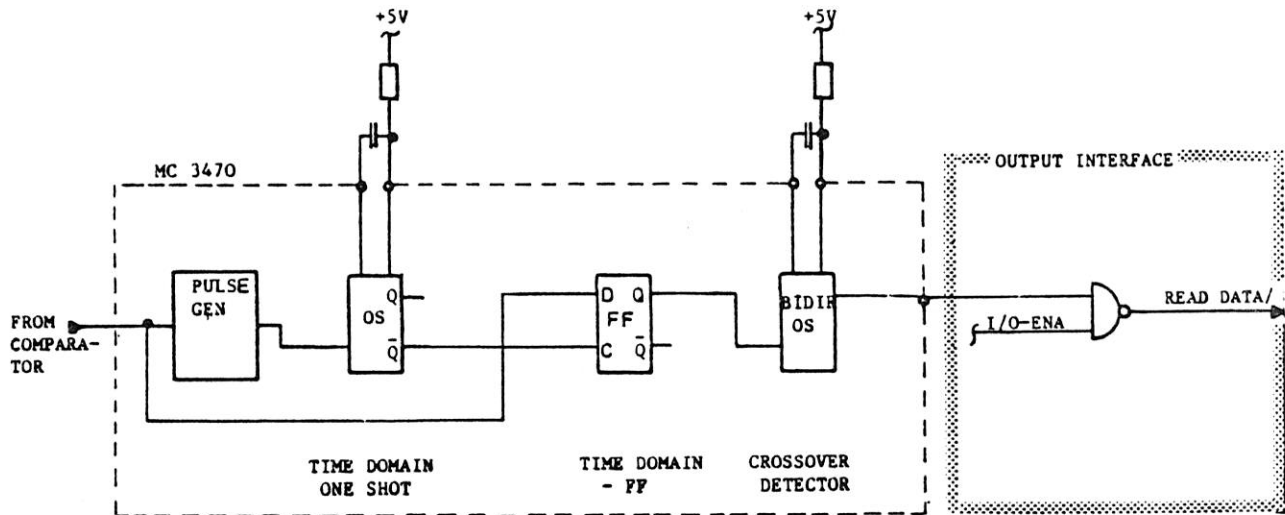 +5V
+5V
MC 3470
OUTPUT INTERFACE
PULSE
GEN
Q
OS
Q
D Q
FF
C Q
BIDIR
OS
READ DATA/
I/O-ENA
FROM
COMPARA-
TOR
TIME DOMAIN
ONE SHOT
TIME DOMAIN
- FF
CROSSOVER
DETECTOR